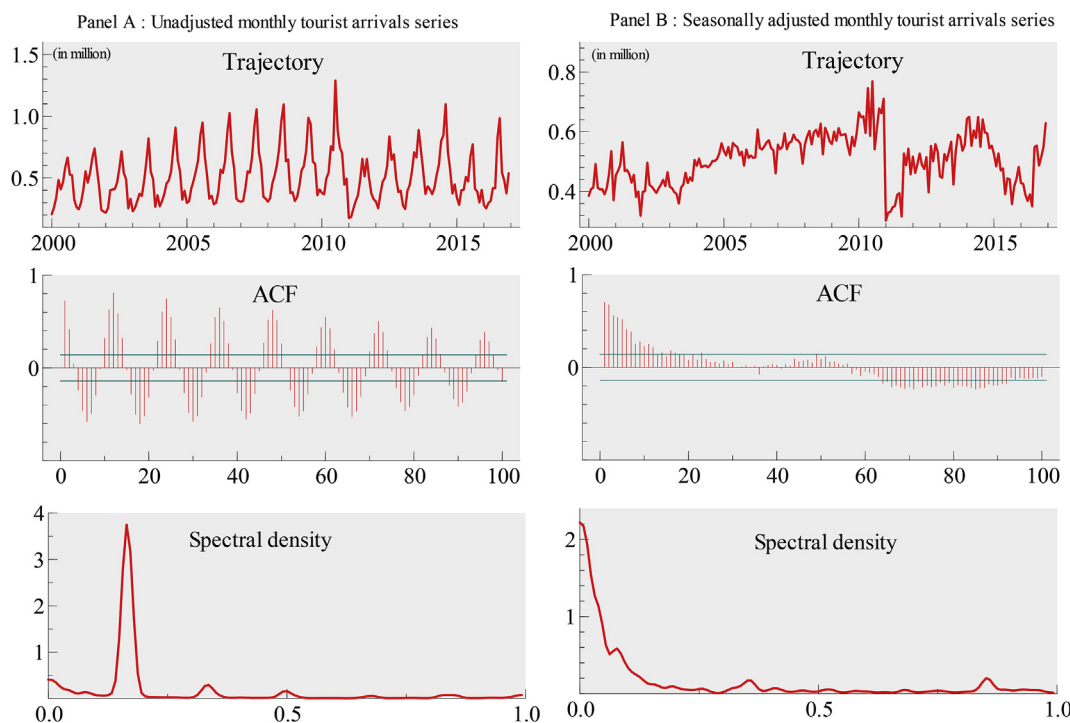 Panel A : Unadjusted monthly tourist arrivals series
1.5
(in million)
Trajectory
1.0
0.5
2000 2005 2010 2015
1
ACF
0
0 20 40 60 80 100
4
Spectral density
3
2
1
0.0 0.5 1.0
Panel B : Seasonally adjusted monthly tourist arrivals series
(in million)
Trajectory
0.8
0.6
0.4
2000 2005 2010 2015
1
ACF
0
0 20 40 60 80 100
Spectral density
2
1
0
0.0 0.5 1.0